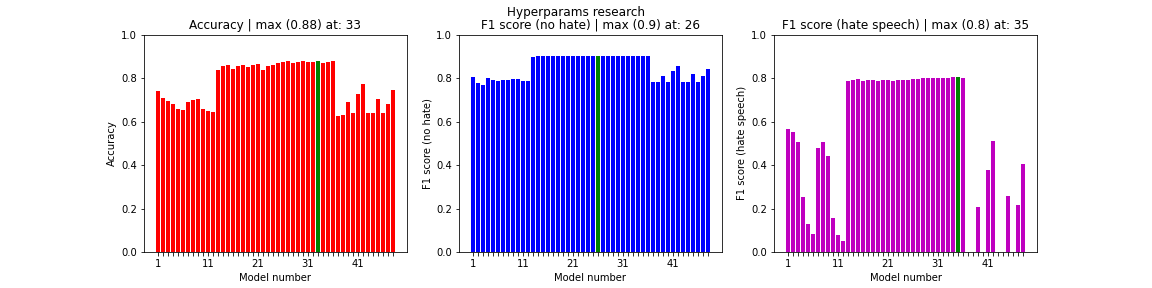 Hyperparams research
Accuracy | max (0.88) at: 33
1.0
0.8
0.6
0.4
0.2
0.0
Accuracy
1 11 21 31 41
Model number
F1 score (no hate) | max (0.9) at: 26
1.0
0.8
0.6
0.4
0.2
0.0
F1 score (no hate)
1 11 21 31 41
Model number
F1 score (hate speech) | max (0.8) at: 35
1.0
0.8
0.6
0.4
0.2
0.0
F1 score (hate speech)
1 11 21 31 41
Model number